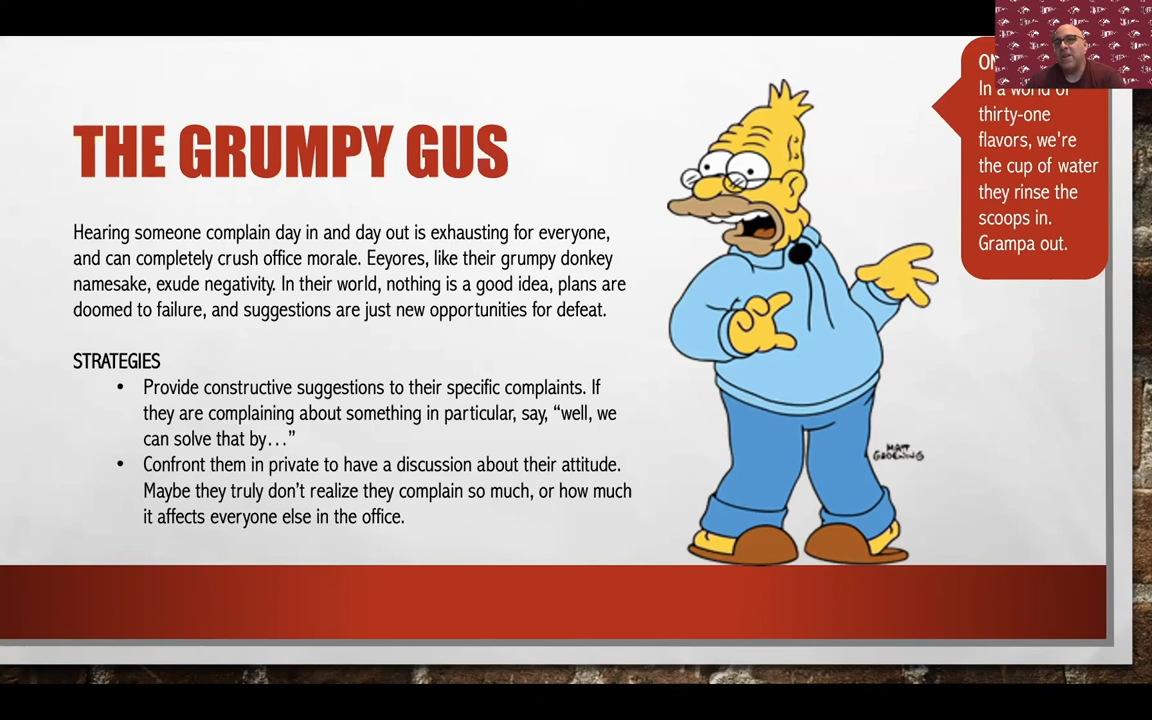 THE GRUMPY GUS
Hearing someone complain day in and day out is exhausting for everyone,
and can completely crush office morale. Eeyores, like their grumpy donkey
namesake, exude negativity. In their world, nothing is a good idea, plans are
doomed to failure, and suggestions are just new opportunities for defeat.
STRATEGIES
• Provide constructive suggestions to their specific complaints. If
they are complaining about something in particular, say, “well, we
can solve that by…”
• Confront them in private to have a discussion about their attitude.
Maybe they truly don’t realize they complain so much, or how much
it affects everyone else in the office.
In a world of
thirty-one
flavors, we're
the cup of water
they rinse the
scoops in.
Grampa out.
MATT
GROENING